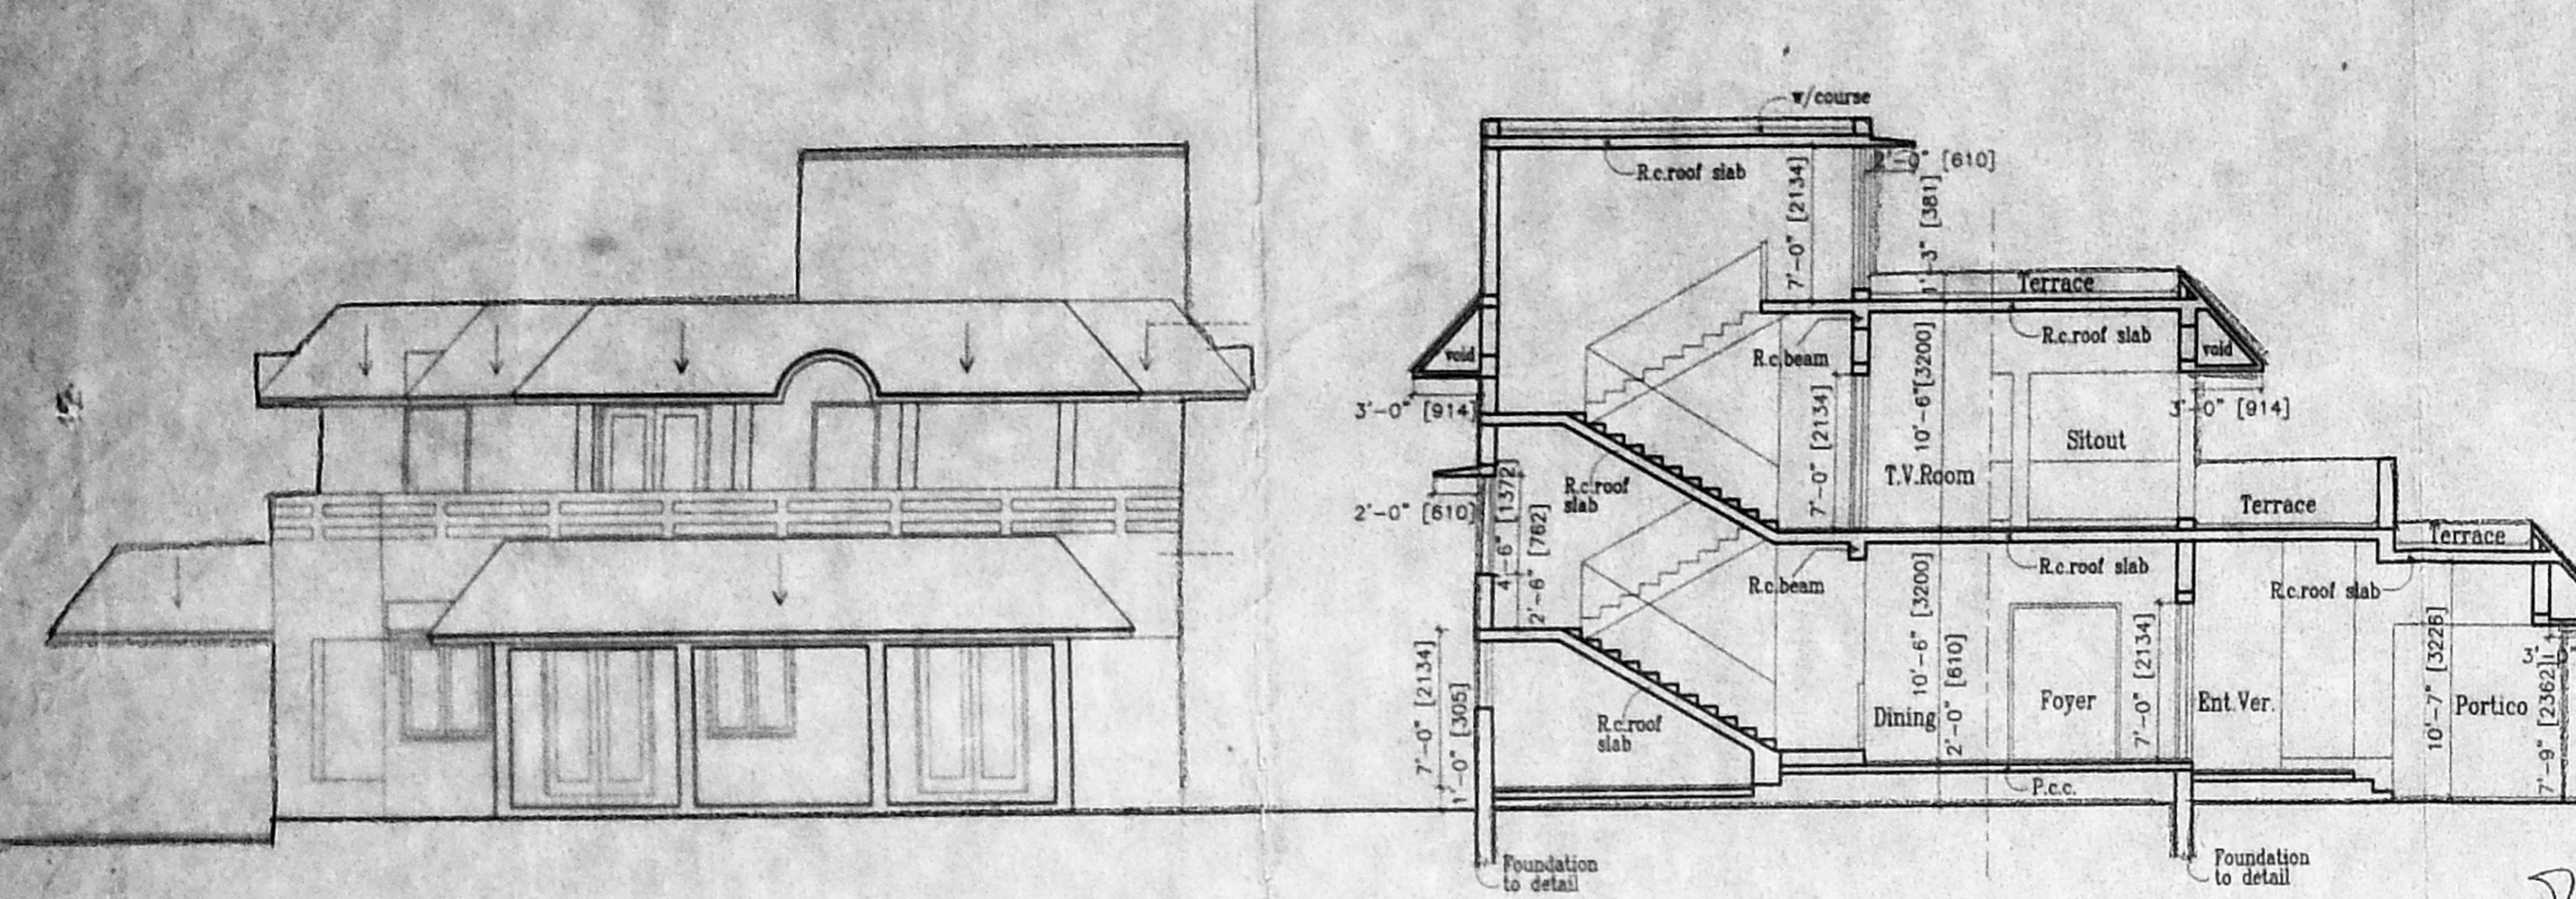 w/course
R.c.roof slab
7'-0" [2134]
2'-0" [610]
1'-3" [381]
Terrace
R.c.roof slab
R.c.beam
void
void
3'-0" [914]
3'-0" [914]
10'-6" [3200]
7'-0" [2134]
Sitout
T.V.Room
R.c.roof
slab
2'-0" [610]
4'-6" [1372]
2'-6" [762]
Terrace
Terrace
R.c.roof slab
R.c.beam
R.c.roof slab
7'-0" [2134]
1'-0" [305]
R.c.roof
slab
10'-6" [3200]
2'-0" [610]
Dining
Foyer
7'-0" [2134]
Ent.Ver.
10'-7" [3226]
Portico
7'-9" [2362]
P.c.c.
Foundation
to detail
Foundation
to detail